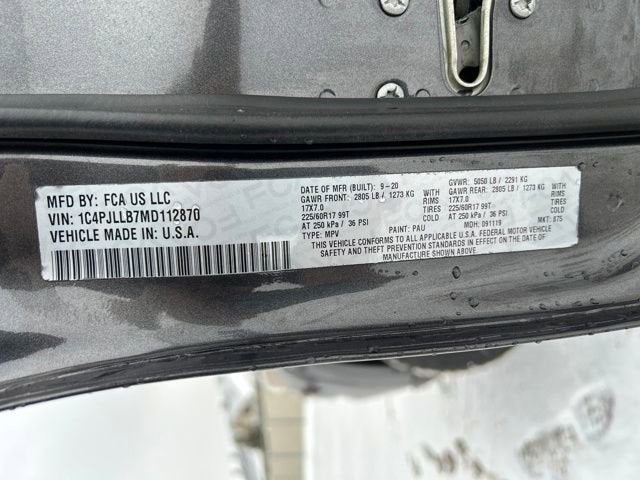 MFD BY: FCA US LLC
VIN: 1C4PJLLB7MD112870
VEHICLE MADE IN: U.S.A.
DATE OF MFR (BUILT): 9-20
GAWR FRONT: 2805 LB / 1273 KG
17X7.0
225/60R17 99T
AT 250 kPa / 36 PSI
TYPE: MPV
RIMS
TIRES
COLD
PAINT: PAU
GVWR: 5050 LB / 2291 KG
GAWR REAR: 2805 LB / 1273 KG
17X7.0
225/60R17 99T
AT 250 kPa / 36 PSI
MDH: 091119
RIMS
TIRES
COLD
MKT: 875
THIS VEHICLE CONFORMS TO ALL APPLICABLE U.S.A. FEDERAL MOTOR VEHICLE
SAFETY AND THEFT PREVENTION STANDARDS IN EFFECT ON THE DATE OF
MANUFACTURE SHOWN ABOVE.